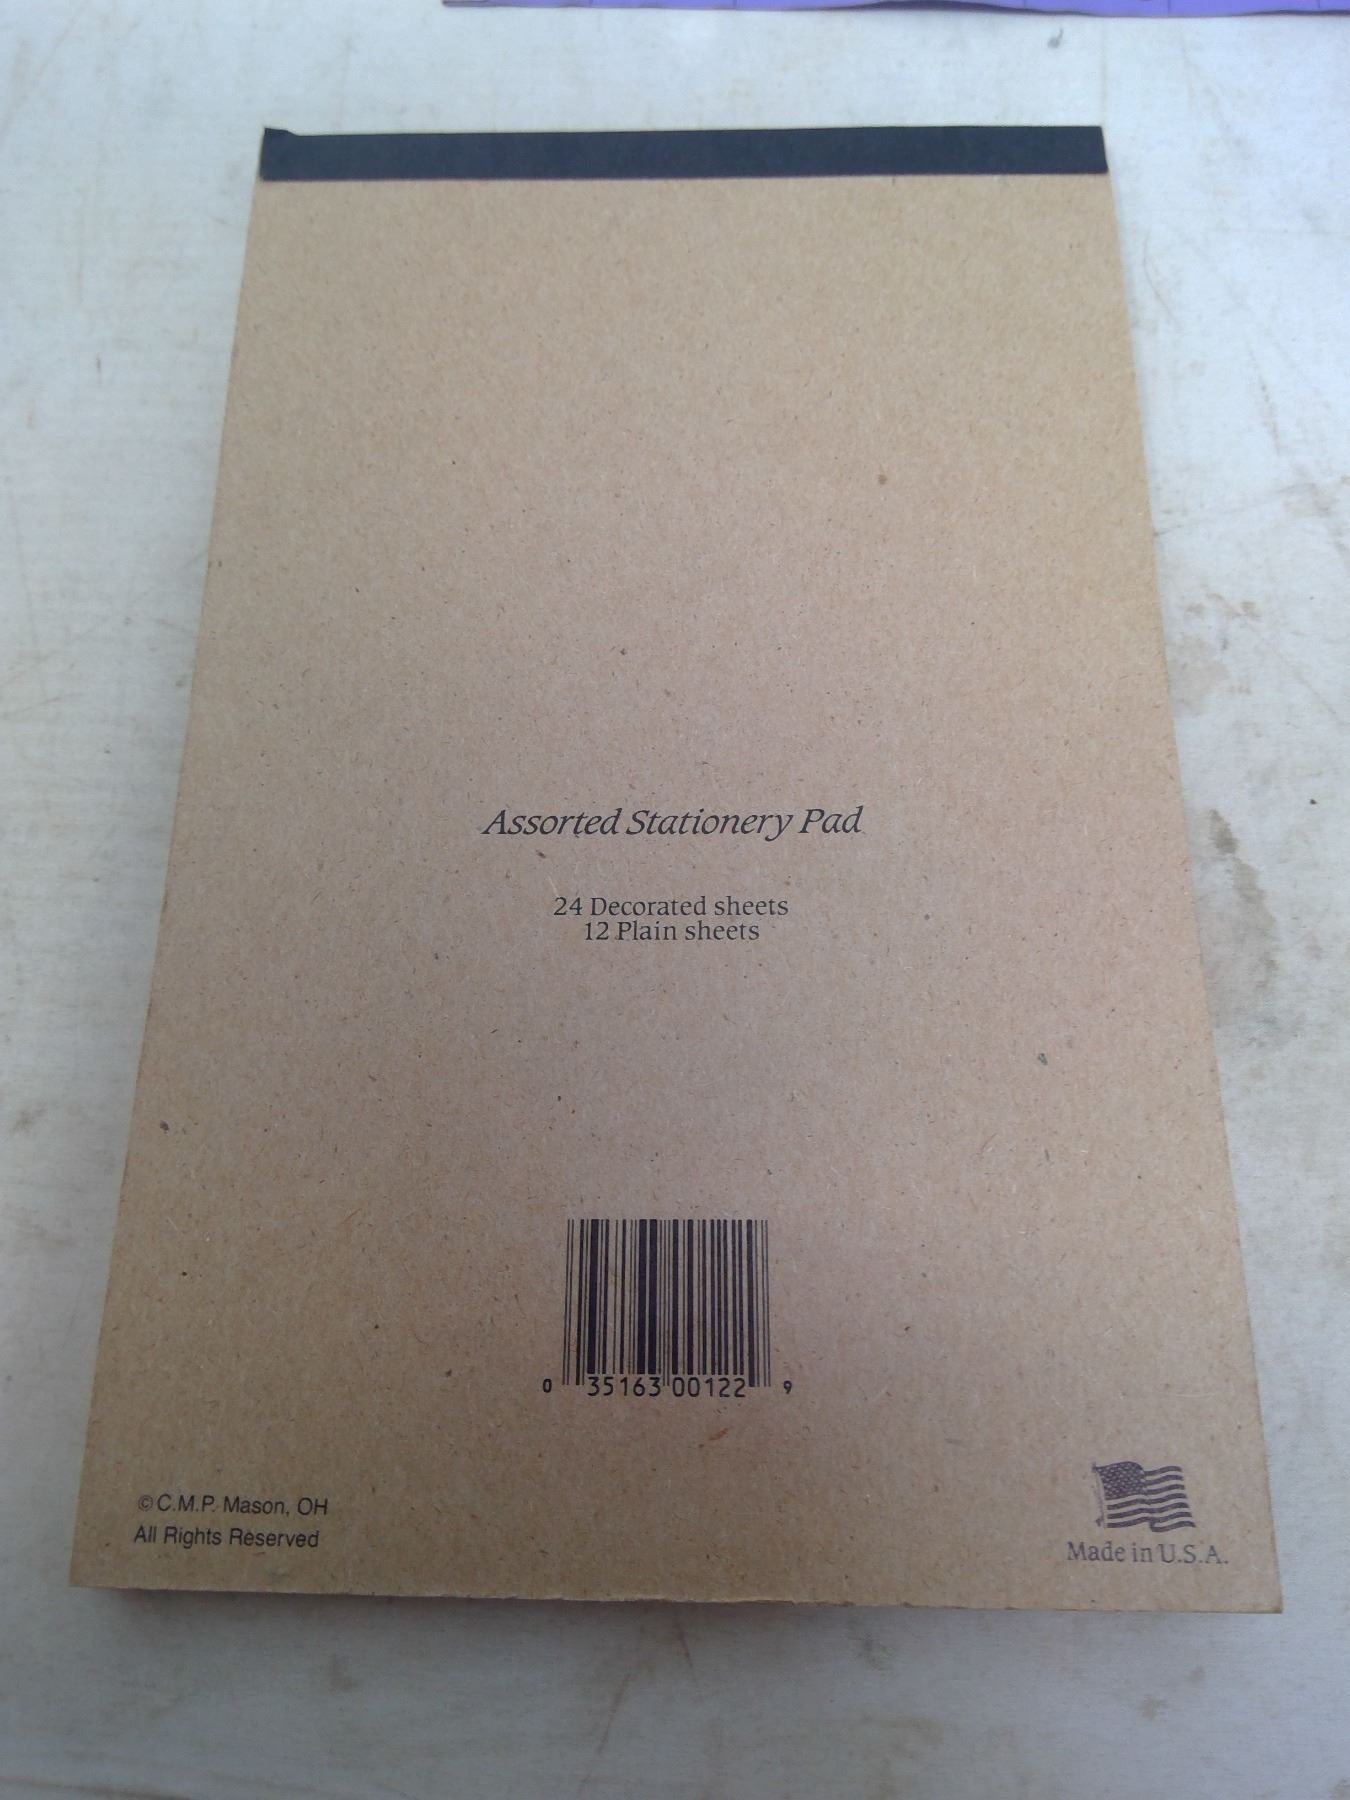 Assorted Stationery Pad
24 Decorated sheets
12 Plain sheets
0 35163 00122 9
© C.M.P. Mason, OH
All Rights Reserved
Made in U.S.A.